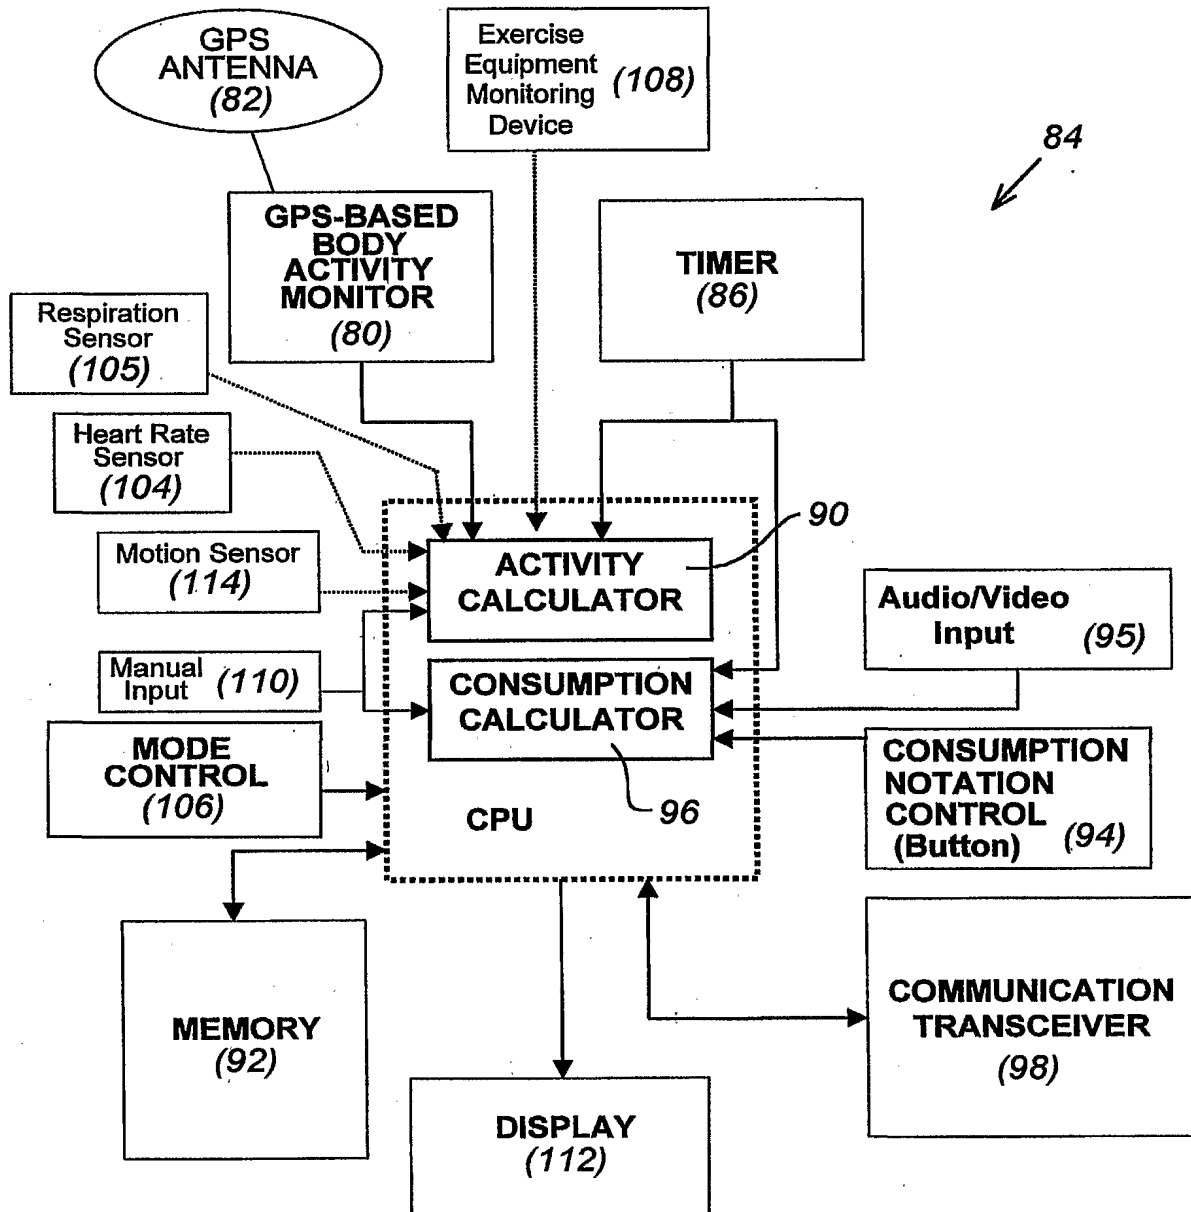 GPS
ANTENNA
(82)
Exercise
Equipment
Monitoring
Device
(108)
84
GPS-BASED
BODY
ACTIVITY
MONITOR
(80)
TIMER
(86)
Respiration
Sensor
(105)
Heart Rate
Sensor
(104)
Motion Sensor
(114)
Manual
Input
(110)
MODE
CONTROL
(106)
ACTIVITY
CALCULATOR
90
CONSUMPTION
CALCULATOR
96
CPU
Audio/Video
Input
(95)
CONSUMPTION
NOTATION
CONTROL
(Button)
(94)
MEMORY
(92)
DISPLAY
(112)
COMMUNICATION
TRANSCEIVER
(98)